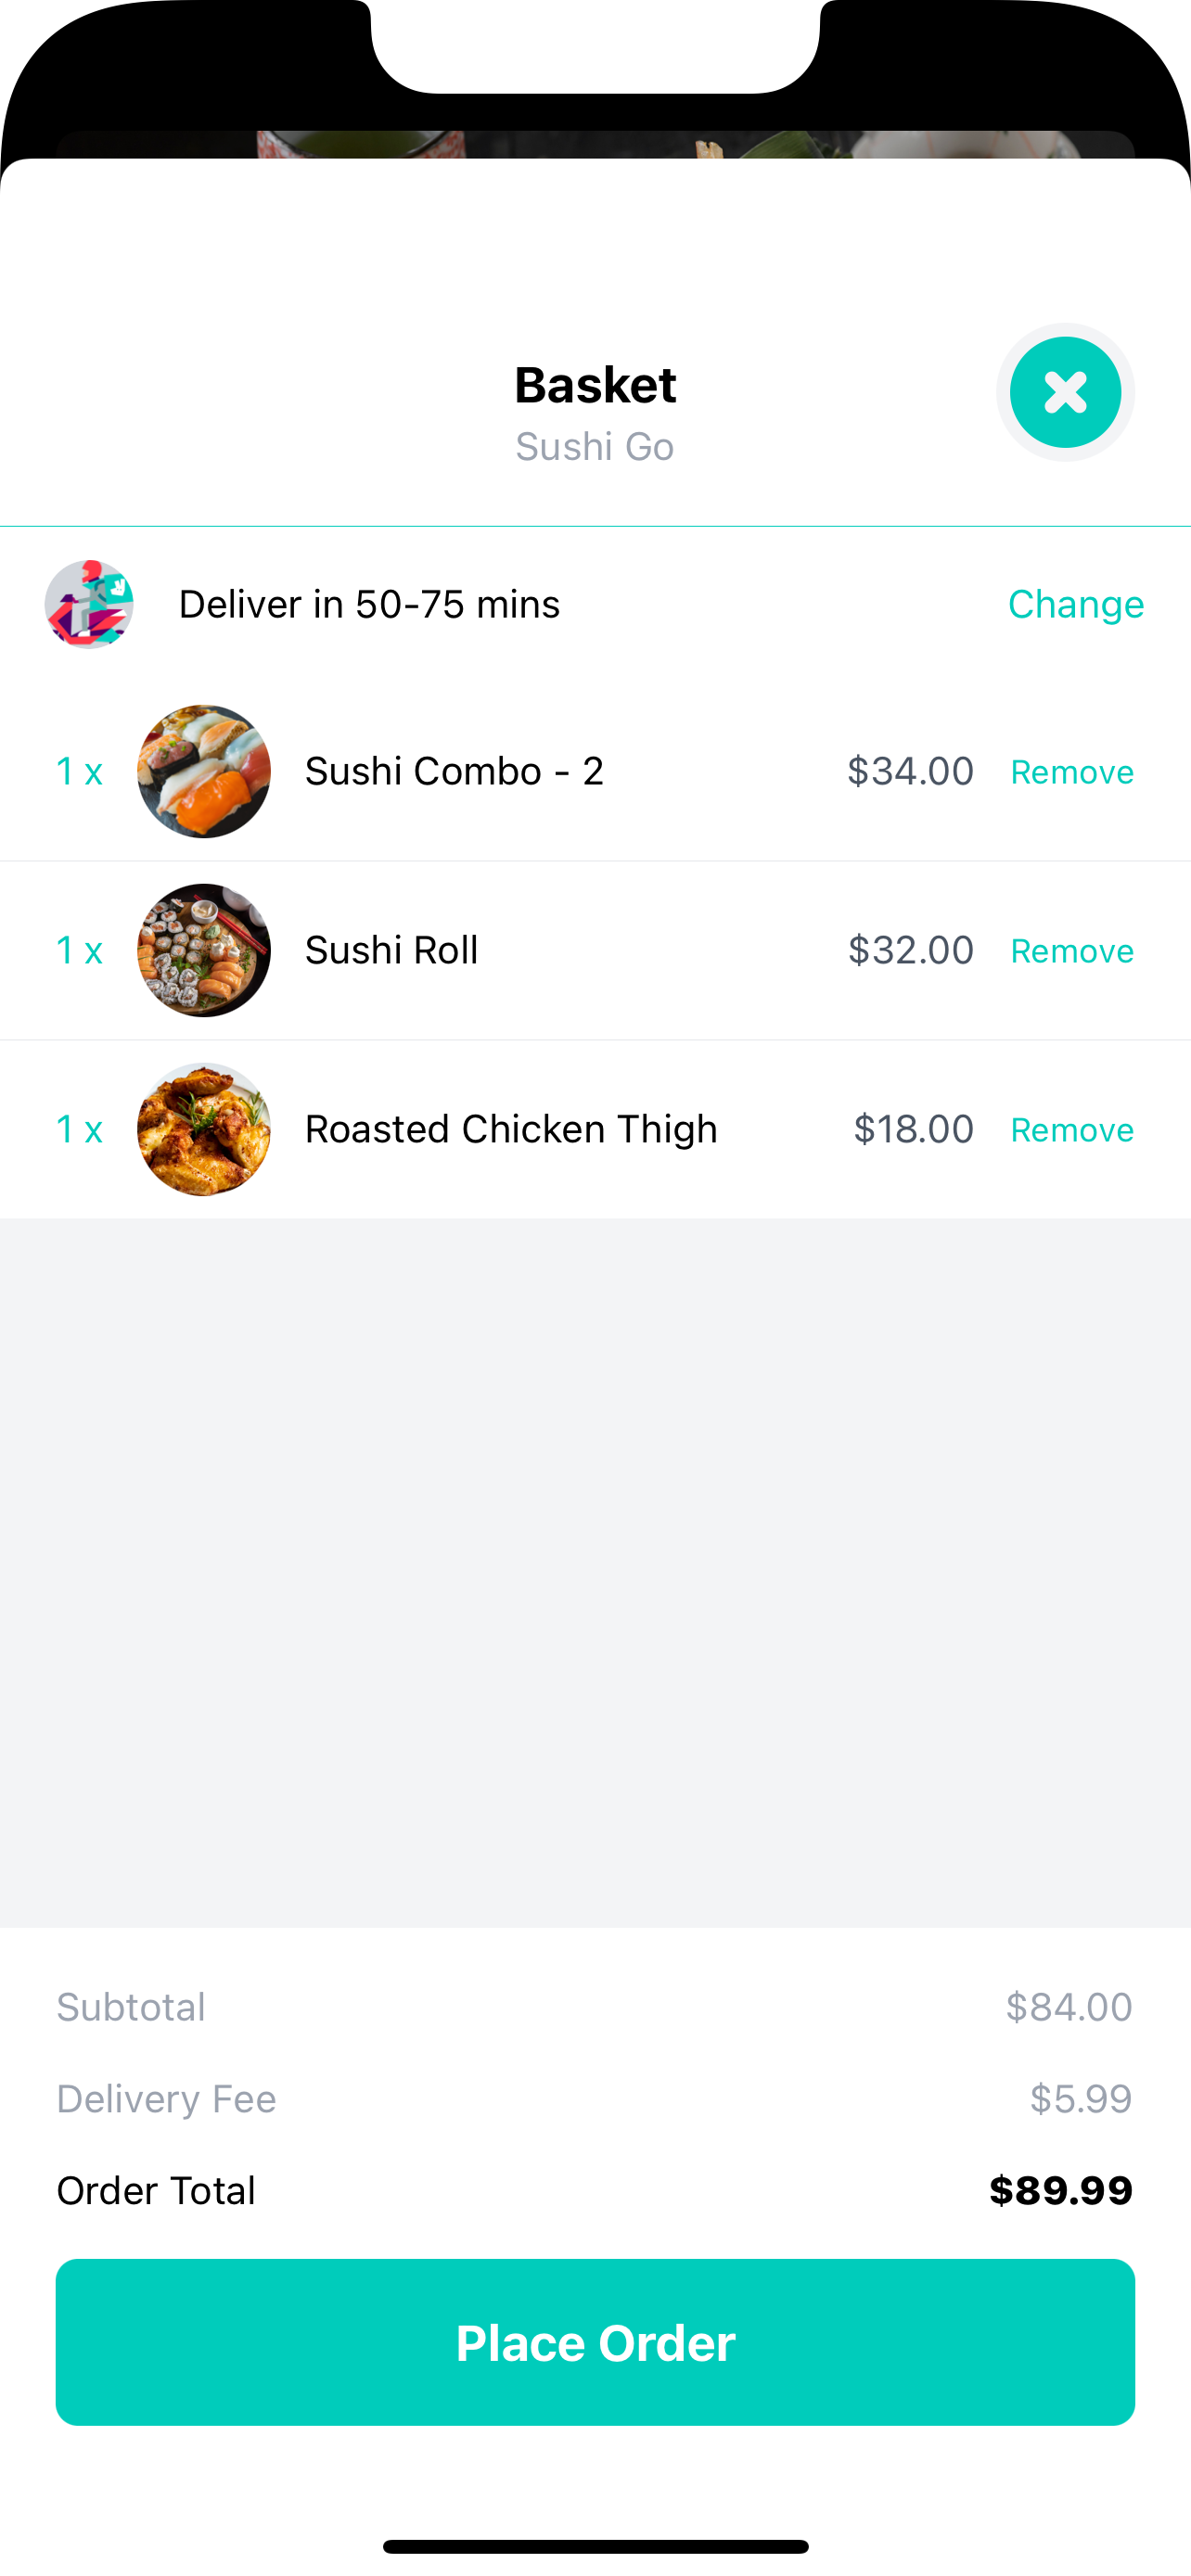 Basket
Sushi Go
Deliver in 50-75 mins Change
1 x Sushi Combo - 2 $34.00 Remove
1 x Sushi Roll $32.00 Remove
1 x Roasted Chicken Thigh $18.00 Remove
Subtotal $84.00
Delivery Fee $5.99
Order Total $89.99
Place Order